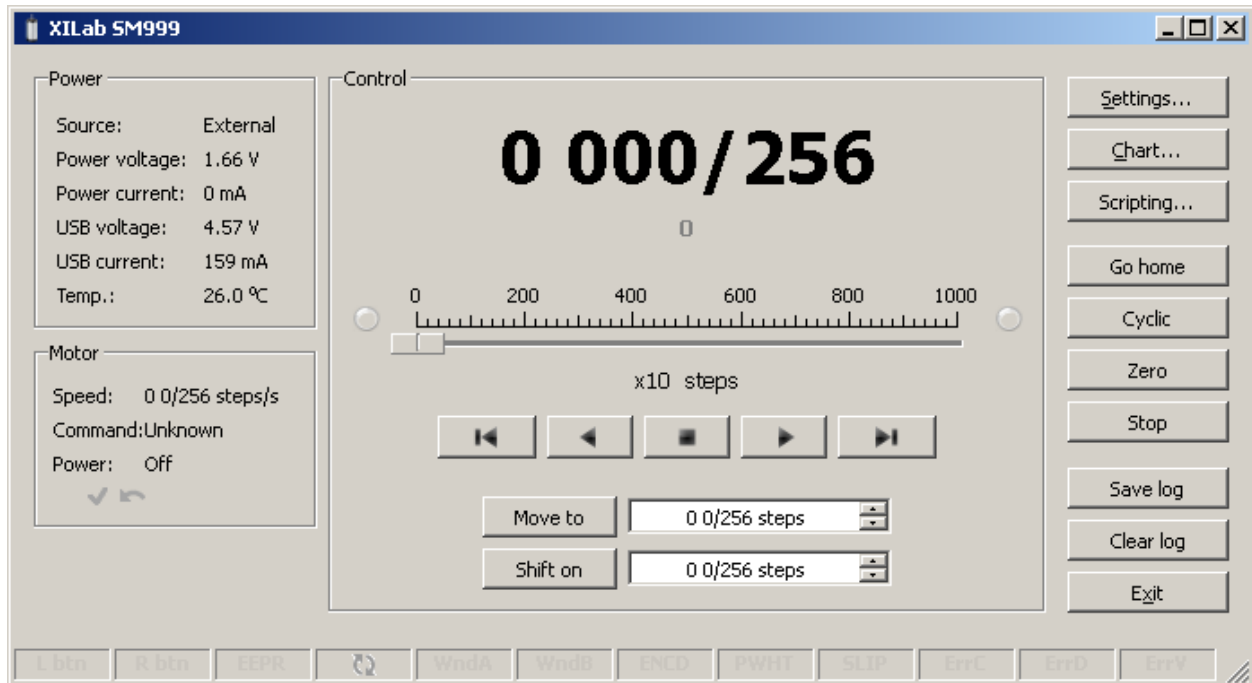 XILab SM999
Power
Source: External
Power voltage: 1.66 V
Power current: 0 mA
USB voltage: 4.57 V
USB current: 159 mA
Temp.: 26.0 ºC
Motor
Speed: 0 0/256 steps/s
Command:Unknown
Power: Off
Control
0 000/256
0
0 200 400 600 800 1000
x10 steps
Move to 0 0/256 steps
Shift on 0 0/256 steps
Settings...
Chart...
Scripting...
Go home
Cyclic
Zero
Stop
Save log
Clear log
Exit
L btn R btn EEPR WndA WndB ENCD PWHT SLIP ErrC ErrD ErrV